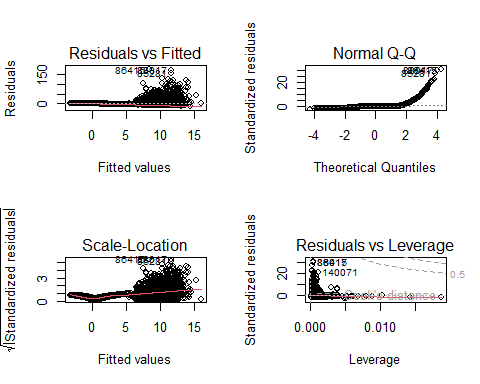 Residuals vs Fitted
Residuals
0
150
0 5 10 15
Fitted values
Normal Q-Q
Standardized residuals
0
20
-4 -2 0 2 4
Theoretical Quantiles
Scale-Location
√|Standardized residuals|
0
3
0 5 10 15
Fitted values
Residuals vs Leverage
Standardized residuals
0
20
140071
0.5
Cook's distance
0.000 0.010
Leverage